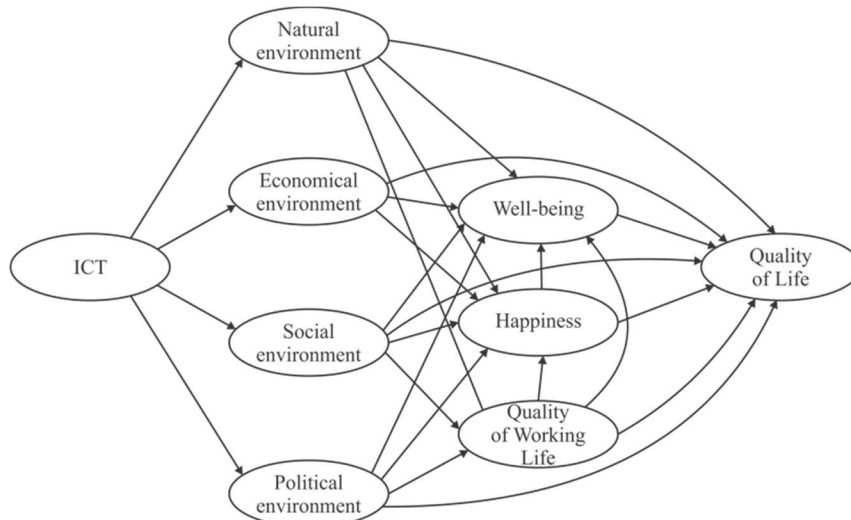 Natural
environment
Economical
environment
Well-being
ICT
Quality
of Life
Social
environment
Happiness
Quality
of Working
Life
Political
environment